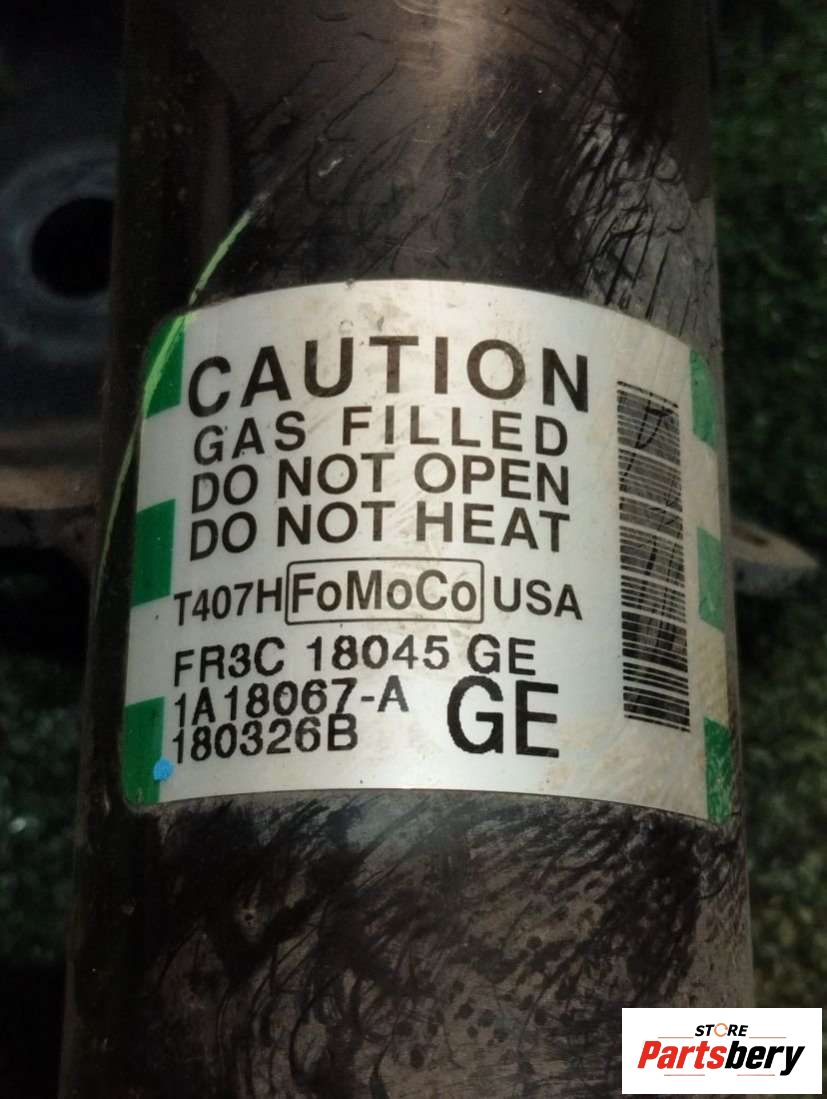 CAUTION
GAS FILLED
DO NOT OPEN
DO NOT HEAT
T407H FoMoCo USA
FR3C 18045 GE
1A18067-A
GE
180326B
STORE
Partsbery